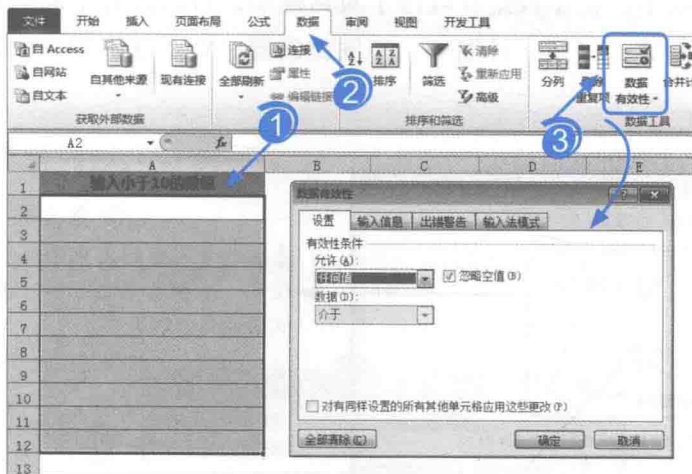 文件 开始 插入 页面布局 公式 数据 审阅 视图 开发工具
自 Access
自网站
自文本
自其他来源
现有连接
获取外部数据
全部刷新
连接
属性
编辑链接
排序
筛选
清除
重新应用
高级
排序和筛选
分列
删除
重复项
数据
有效性
合并
数据工具
1
2
3
A2
fx
A B C D E
1 输入小于10的数值
2
3
4
5
6
7
8
9
10
11
12
13
数据有效性
设置 输入信息 出错警告 输入法模式
有效性条件
允许(A):
任何值
忽略空值(B)
数据(D):
介于
对有同样设置的所有其他单元格应用这些更改(P)
全部清除(C) 确定 取消